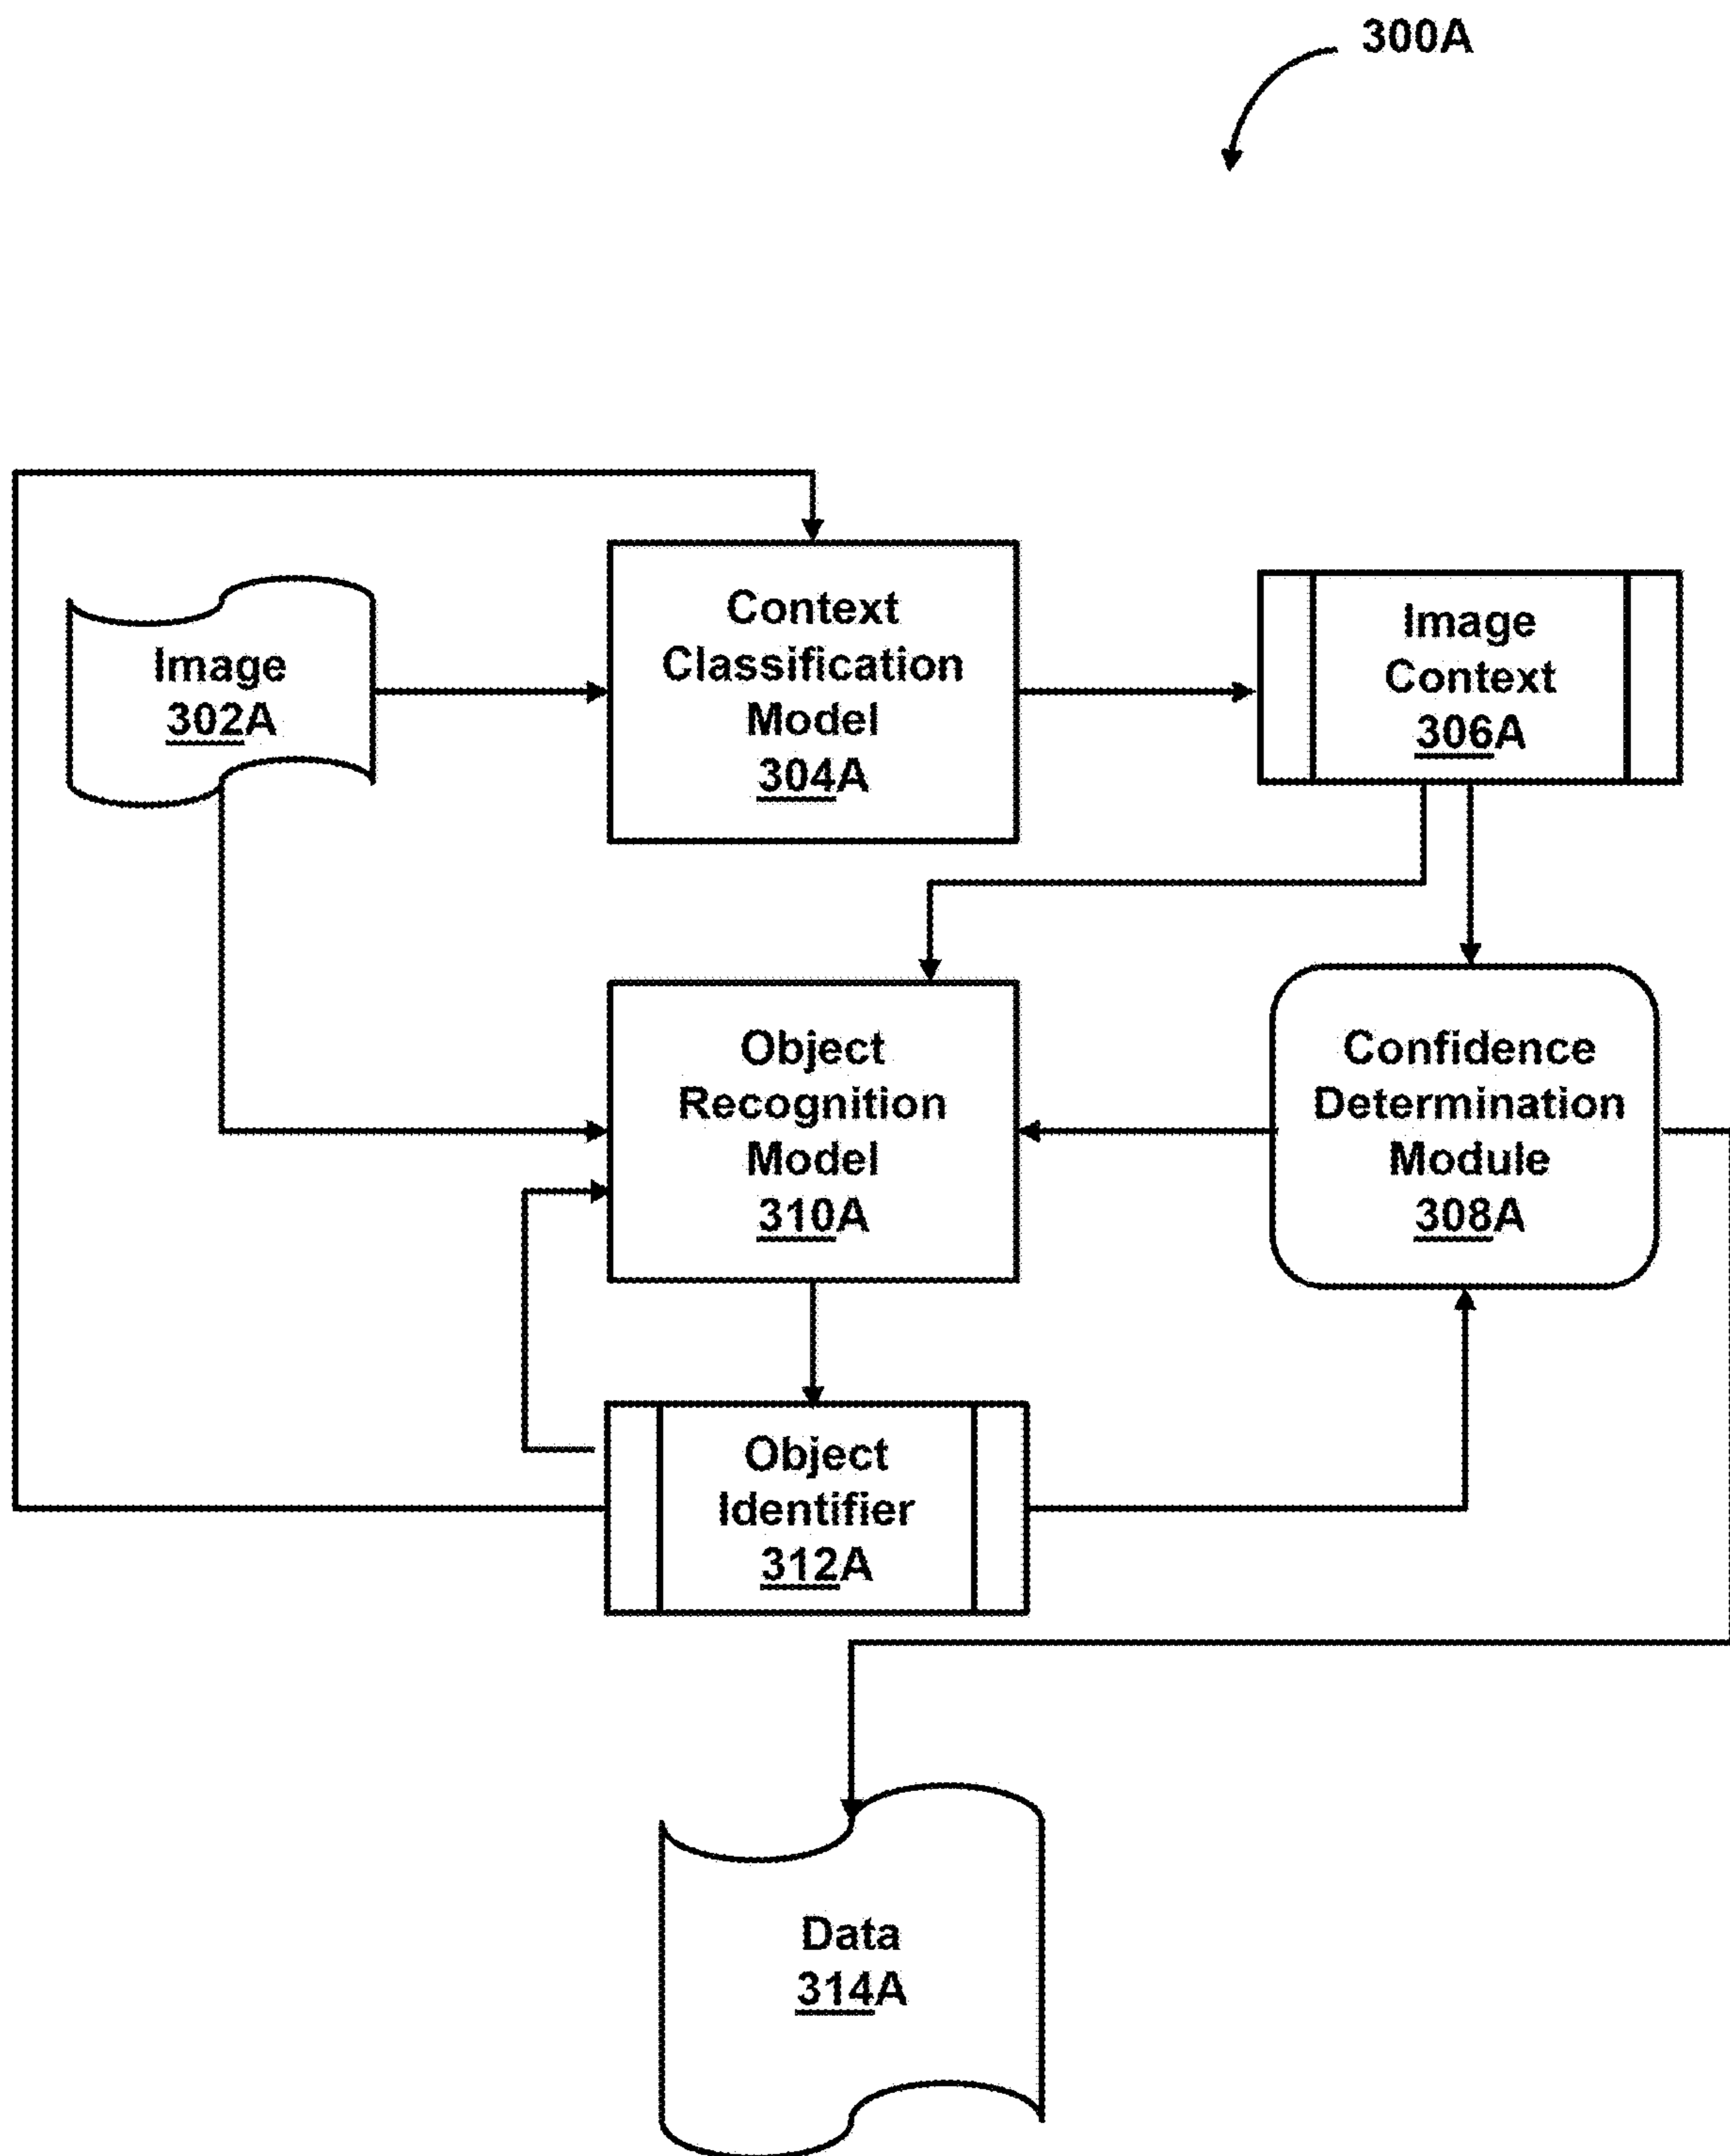 300A
Image
302A
Context
Classification
Model
304A
Image
Context
306A
Object
Recognition
Model
310A
Confidence
Determination
Module
308A
Object
Identifier
312A
Data
314A